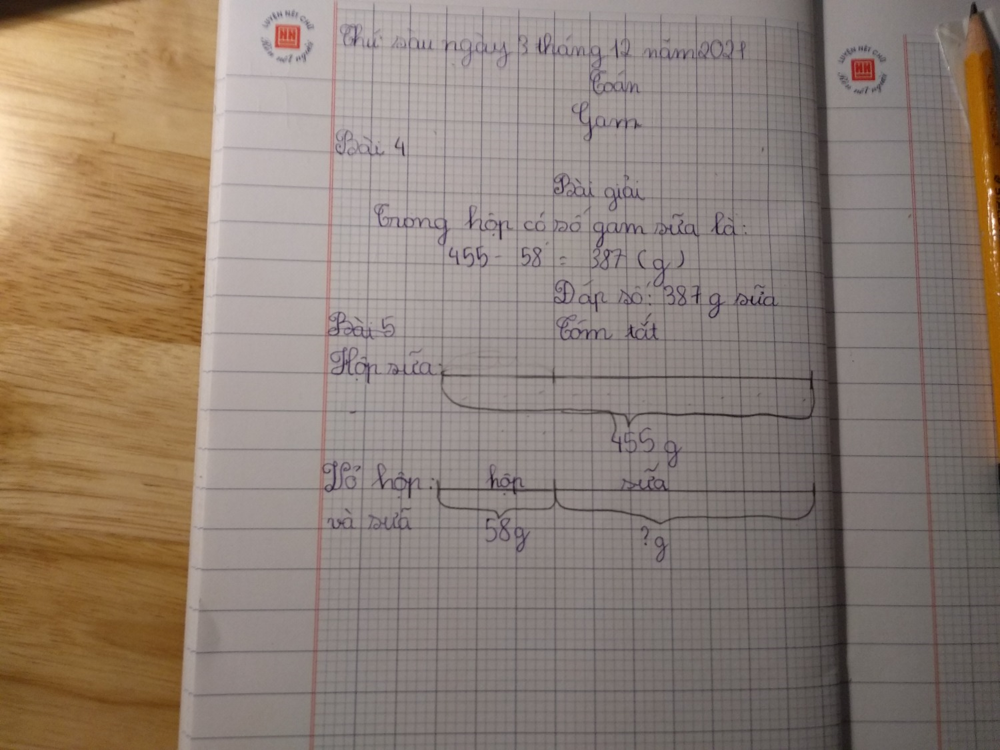 LUYỆN NÉT CHỮ
HN
Rèn nết người
Thứ sáu ngày 3 tháng 12 năm 2021
Toán
Gam
Bài 4
Bài giải
Trong hộp có số gam sữa là:
455 - 58 = 387 (g)
Đáp số: 387 g sữa
Bài 5
Tóm tắt
Hộp sữa:
455 g
Vỏ hộp: hộp sữa
và sữa 58g ?g
LUYỆN NÉT CHỮ
HN
Rèn nết người